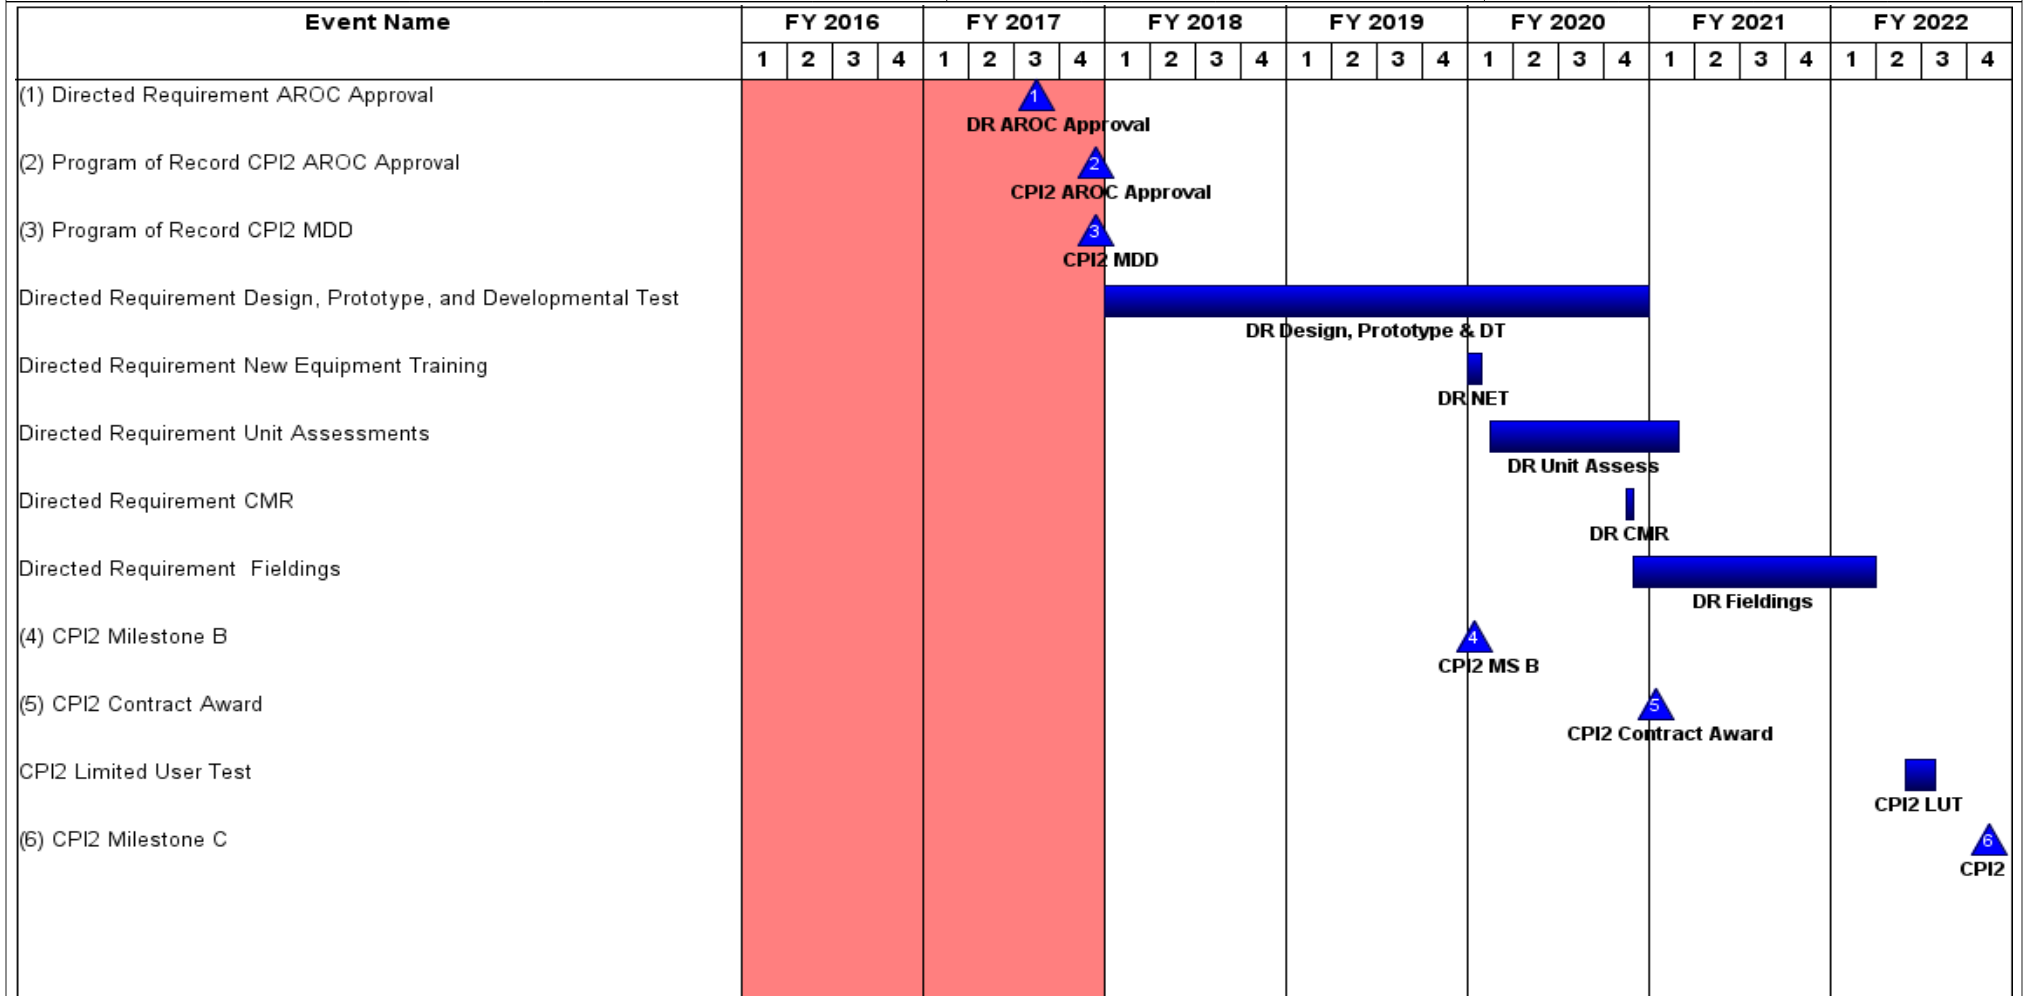 Event Name FY 2016 FY 2017 FY 2018 FY 2019 FY 2020 FY 2021 FY 2022
1 2 3 4 1 2 3 4 1 2 3 4 1 2 3 4 1 2 3 4 1 2 3 4 1 2 3 4
(1) Directed Requirement AROC Approval 1
DR AROC Approval
(2) Program of Record CPI2 AROC Approval 2
CPI2 AROC Approval
(3) Program of Record CPI2 MDD 3
CPI2 MDD
Directed Requirement Design, Prototype, and Developmental Test
DR Design, Prototype & DT
Directed Requirement New Equipment Training
DR NET
Directed Requirement Unit Assessments
DR Unit Assess
Directed Requirement CMR
DR CMR
Directed Requirement  Fieldings
DR Fieldings
(4) CPI2 Milestone B 4
CPI2 MS B
(5) CPI2 Contract Award 5
CPI2 Contract Award
CPI2 Limited User Test
CPI2 LUT
(6) CPI2 Milestone C 6
CPI2